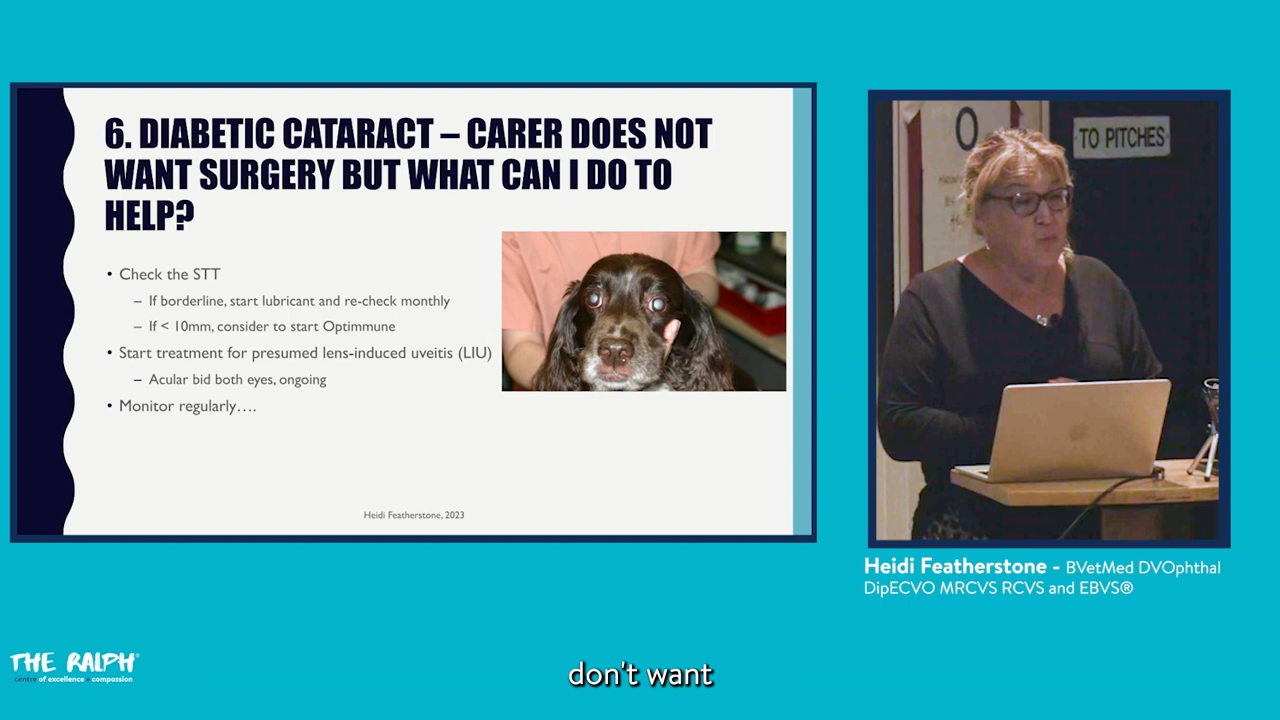 6. DIABETIC CATARACT – CARER DOES NOT
WANT SURGERY BUT WHAT CAN I DO TO
HELP?
• Check the STT
– If borderline, start lubricant and re-check monthly
– If < 10mm, consider to start Optimmune
• Start treatment for presumed lens-induced uveitis (LIU)
– Acular bid both eyes, ongoing
• Monitor regularly….
Heidi Featherstone, 2023
TO PITCHES
Heidi Featherstone - BVetMed DVOphthal
DipECVO MRCVS RCVS and EBVS®
THE RALPH®
centre of excellence + compassion
don't want